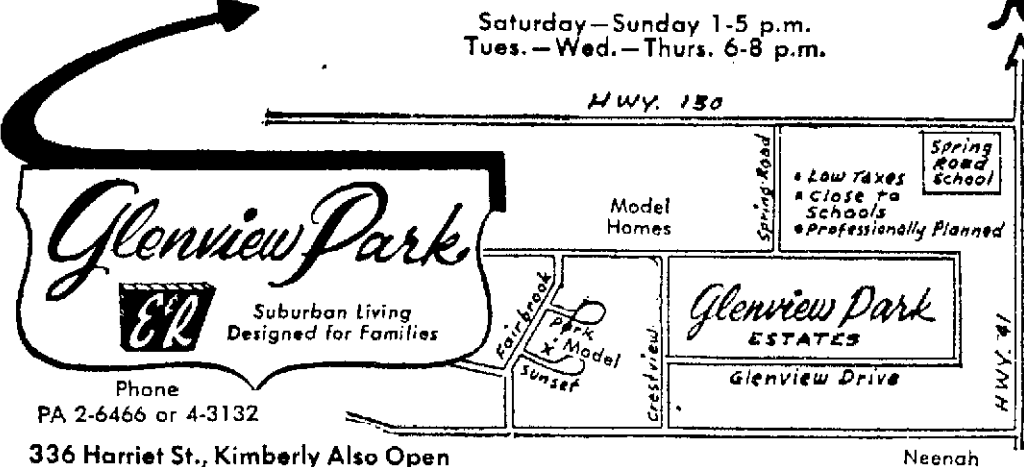 Saturday—Sunday 1-5 p.m.
Tues.—Wed.—Thurs. 6-8 p.m.
HWY. 150
Spring Road
Spring
Road
School
• Low Taxes
• Close to
Schools
• Professionally Planned
Model
Homes
Glenview Park
E&R
Suburban Living
Designed for Families
Fairbrook
Park
X Model
Sunset
Crestview
Glenview Park
ESTATES
Glenview Drive
HWY. 41
Phone
PA 2-6466 or 4-3132
336 Harriet St., Kimberly Also Open
Neenah